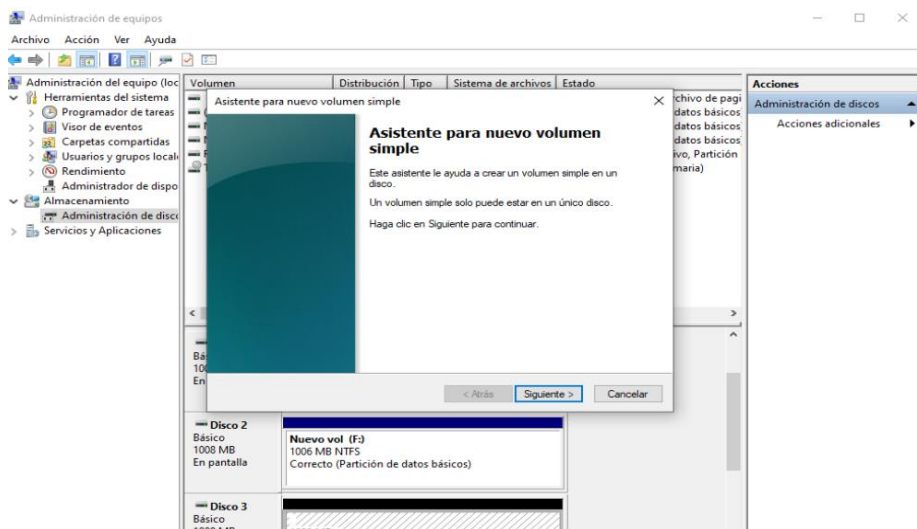 Administración de equipos
Archivo Acción Ver Ayuda
Administración del equipo (loc
Herramientas del sistema
Programador de tareas
Visor de eventos
Carpetas compartidas
Usuarios y grupos local
Rendimiento
Administrador de dispo
Almacenamiento
Administración de disco
Servicios y Aplicaciones
Volumen Distribución Tipo Sistema de archivos Estado
rchivo de pagi
datos básicos
datos básicos
datos básicos
ivo, Partición
maria)
Asistente para nuevo volumen simple
Asistente para nuevo volumen
simple
Este asistente le ayuda a crear un volumen simple en un
disco.
Un volumen simple solo puede estar en un único disco.
Haga clic en Siguiente para continuar.
< Atrás Siguiente > Cancelar
Bá
100
En
Disco 2
Básico
1008 MB
En pantalla
Nuevo vol (F:)
1006 MB NTFS
Correcto (Partición de datos básicos)
Disco 3
Básico
Acciones
Administración de discos
Acciones adicionales